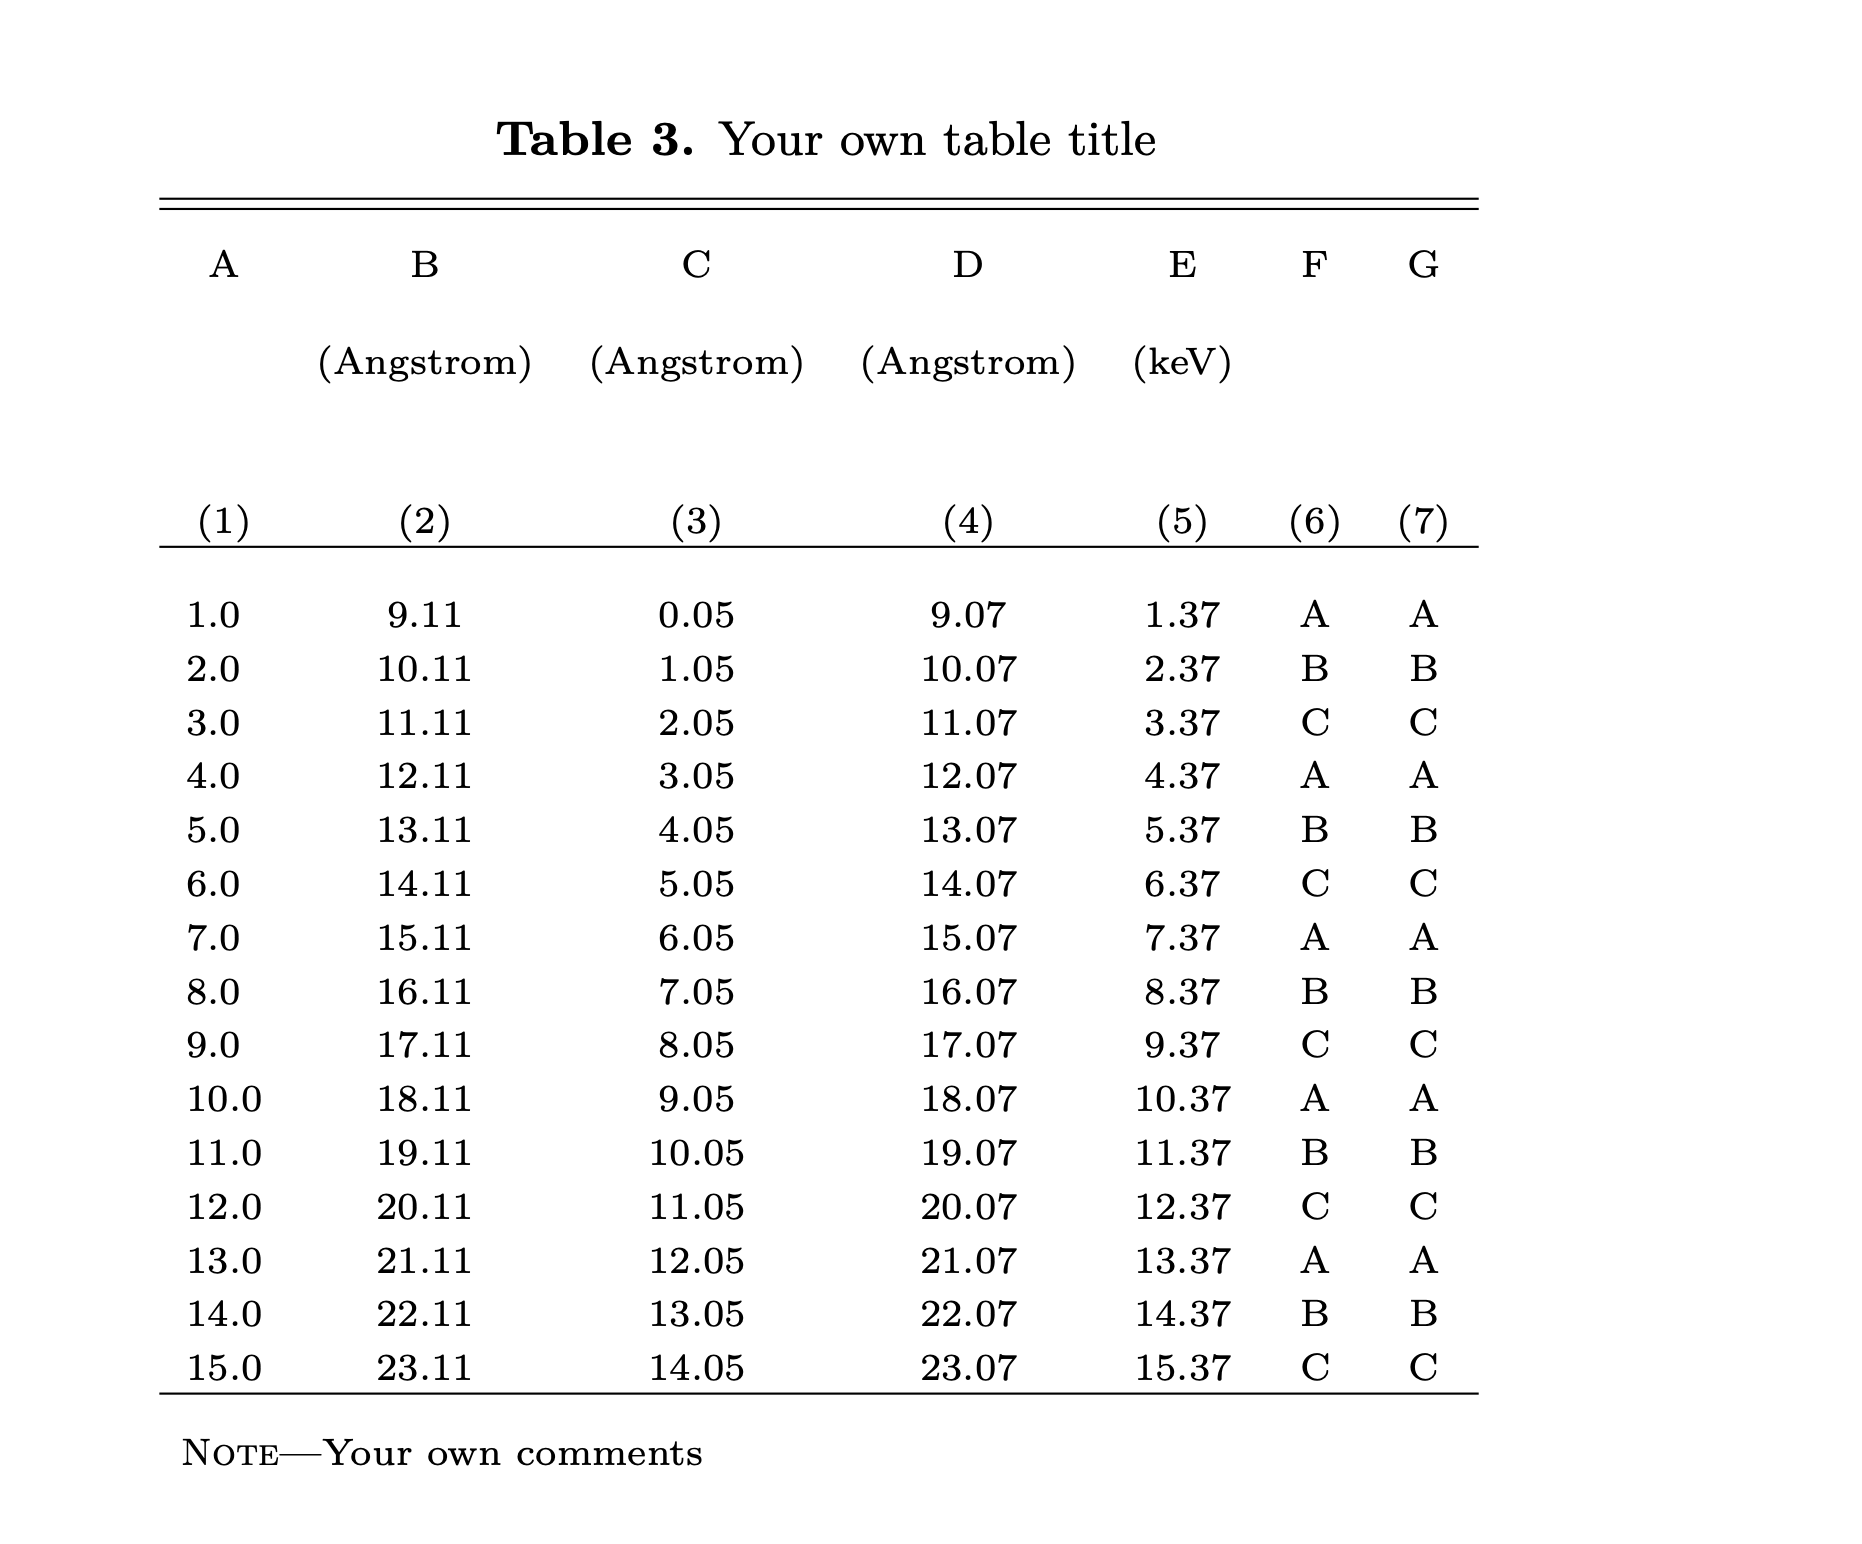 Table 3. Your own table title
A B C D E F G
(Angstrom) (Angstrom) (Angstrom) (keV)
(1) (2) (3) (4) (5) (6) (7)
1.0 9.11 0.05 9.07 1.37 A A
2.0 10.11 1.05 10.07 2.37 B B
3.0 11.11 2.05 11.07 3.37 C C
4.0 12.11 3.05 12.07 4.37 A A
5.0 13.11 4.05 13.07 5.37 B B
6.0 14.11 5.05 14.07 6.37 C C
7.0 15.11 6.05 15.07 7.37 A A
8.0 16.11 7.05 16.07 8.37 B B
9.0 17.11 8.05 17.07 9.37 C C
10.0 18.11 9.05 18.07 10.37 A A
11.0 19.11 10.05 19.07 11.37 B B
12.0 20.11 11.05 20.07 12.37 C C
13.0 21.11 12.05 21.07 13.37 A A
14.0 22.11 13.05 22.07 14.37 B B
15.0 23.11 14.05 23.07 15.37 C C
NOTE—Your own comments